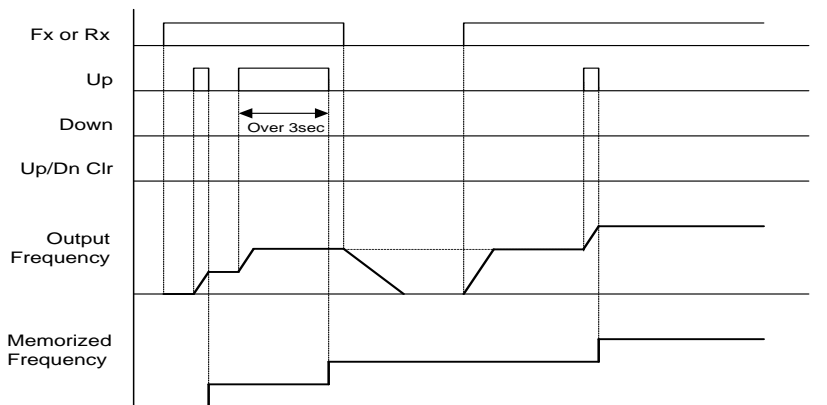 Fx or Rx
Up
Over 3sec
Down
Up/Dn Clr
Output
Frequency
Memorized
Frequency